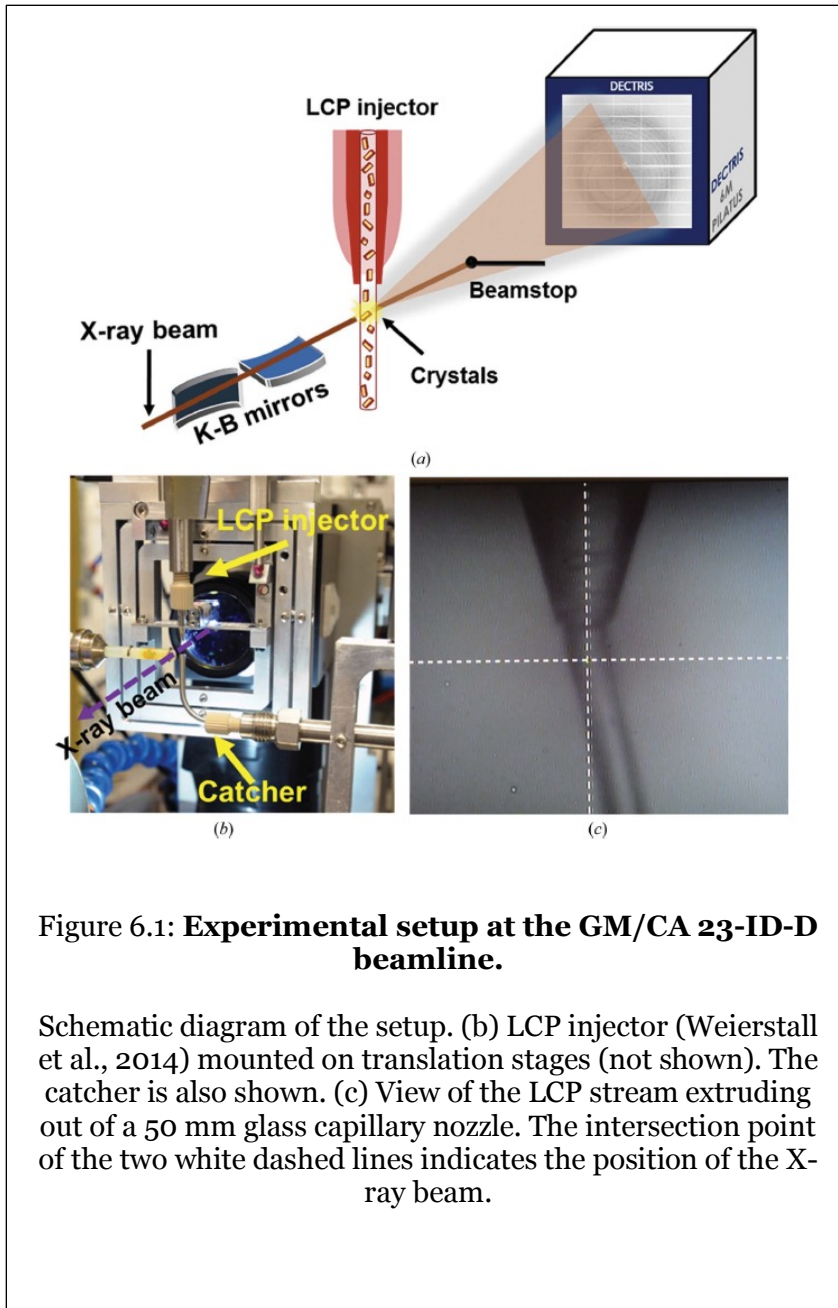 DECTRIS
LCP injector
DECTRIS
6M
PILATUS
Beamstop
X-ray beam
K-B mirrors
Crystals
(a)
LCP injector
X-ray beam
Catcher
(b)
(c)
Figure 6.1: Experimental setup at the GM/CA 23-ID-D
beamline.
Schematic diagram of the setup. (b) LCP injector (Weierstall
et al., 2014) mounted on translation stages (not shown). The
catcher is also shown. (c) View of the LCP stream extruding
out of a 50 mm glass capillary nozzle. The intersection point
of the two white dashed lines indicates the position of the X-
ray beam.